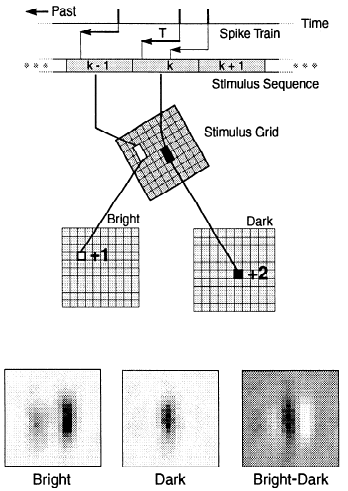 Past
Time
T
Spike Train
k - 1
k
k + 1
Stimulus Sequence
Stimulus Grid
Bright
Dark
+1
+2
Bright
Dark
Bright-Dark